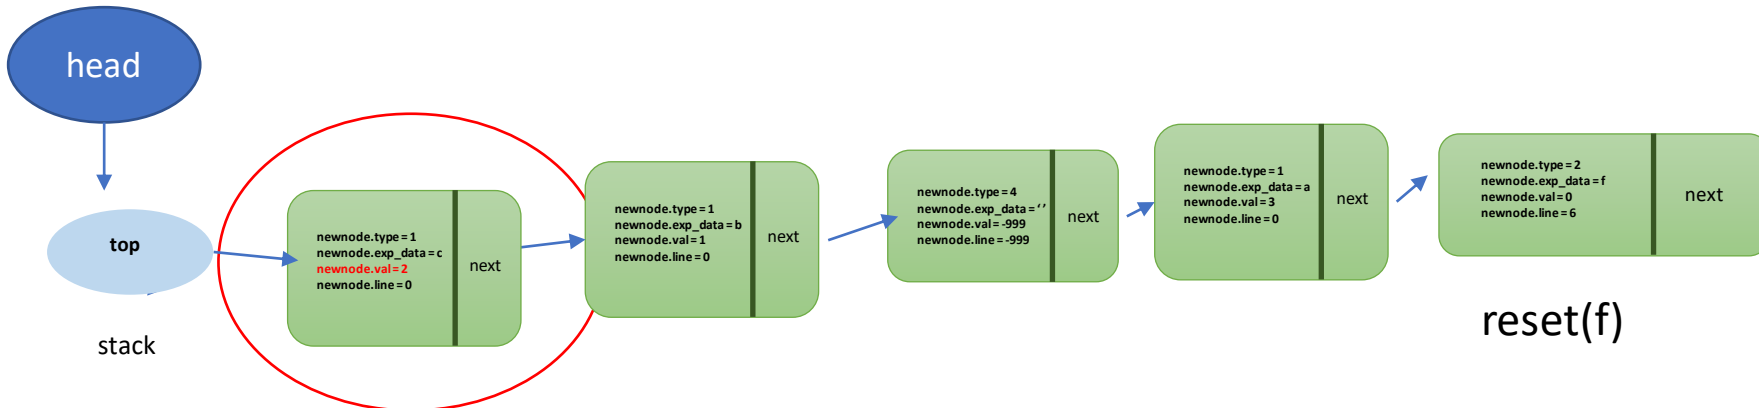 head
top
stack
newnode.type = 1
newnode.exp_data = c
newnode.val = 2
newnode.line = 0
next
newnode.type = 1
newnode.exp_data = b
newnode.val = 1
newnode.line = 0
next
newnode.type = 4
newnode.exp_data = ‘ ’
newnode.val = -999
newnode.line = -999
next
newnode.type = 1
newnode.exp_data = a
newnode.val = 3
newnode.line = 0
next
newnode.type = 2
newnode.exp_data = f
newnode.val = 0
newnode.line = 6
next
reset(f)